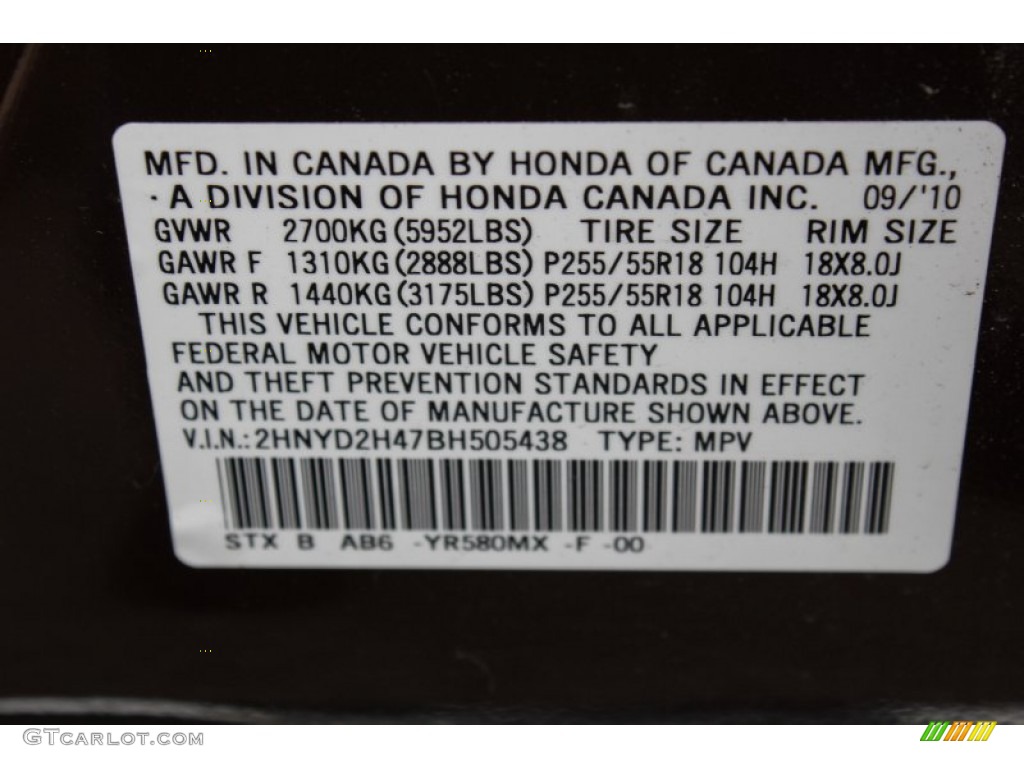 MFD. IN CANADA BY HONDA OF CANADA MFG.,
· A DIVISION OF HONDA CANADA INC. 09/'10
GVWR 2700KG (5952LBS) TIRE SIZE RIM SIZE
GAWR F 1310KG (2888LBS) P255/55R18 104H 18X8.0J
GAWR R 1440KG (3175LBS) P255/55R18 104H 18X8.0J
THIS VEHICLE CONFORMS TO ALL APPLICABLE
FEDERAL MOTOR VEHICLE SAFETY
AND THEFT PREVENTION STANDARDS IN EFFECT
ON THE DATE OF MANUFACTURE SHOWN ABOVE.
V.I.N.: 2HNYD2H47BH505438 TYPE: MPV
STX B AB6 -YR580MX -F -00
GTCARLOT.COM